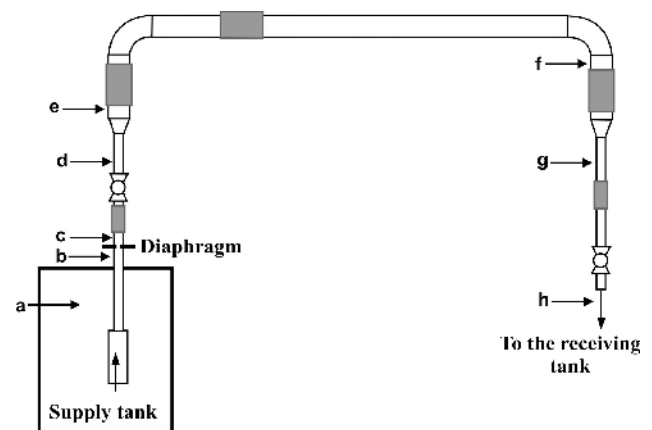 f
e
d
g
c
Diaphragm
b
a
h
To the receiving
tank
Supply tank